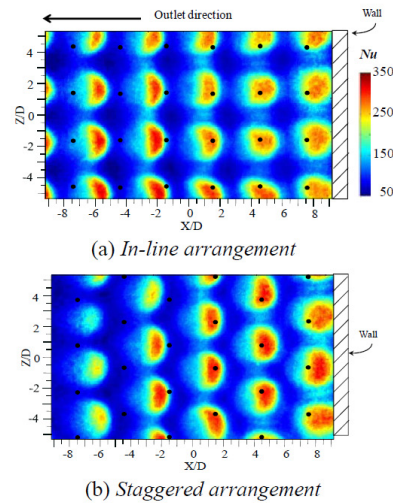 Outlet direction
Wall
Nu
350
250
150
50
4
2
0
-2
-4
Z/D
-8 -6 -4 -2 0 2 4 6 8
X/D
(a) In-line arrangement
4
2
0
-2
-4
Z/D
Wall
-8 -6 -4 -2 0 2 4 6 8
X/D
(b) Staggered arrangement